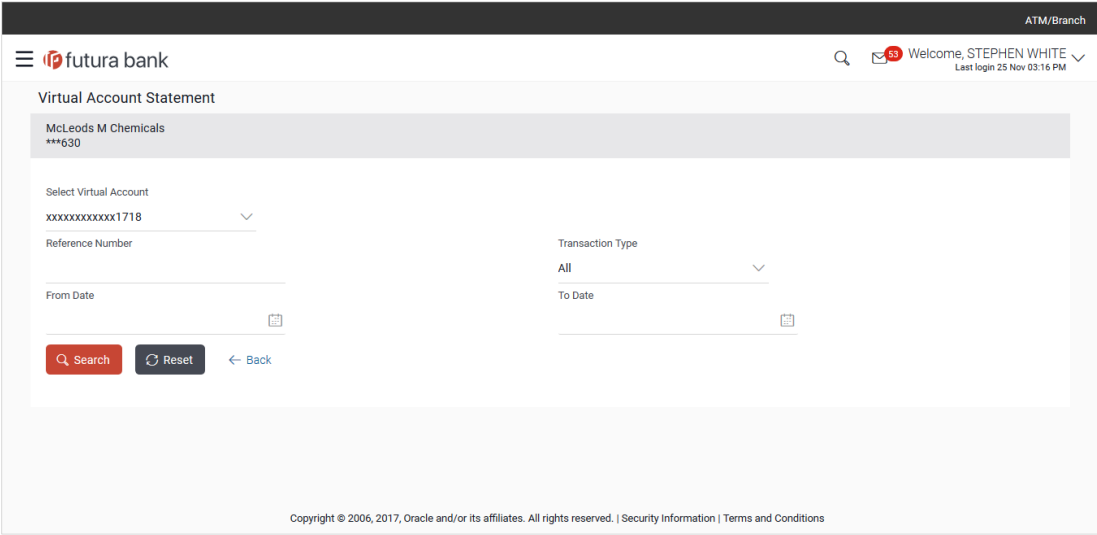 ATM/Branch
futura bank
53
Welcome, STEPHEN WHITE
Last login 25 Nov 03:16 PM
Virtual Account Statement
McLeods M Chemicals
***630
Select Virtual Account
xxxxxxxxxxxx1718
Reference Number
Transaction Type
All
From Date
To Date
Search
Reset
Back
Copyright © 2006, 2017, Oracle and/or its affiliates. All rights reserved. | Security Information | Terms and Conditions